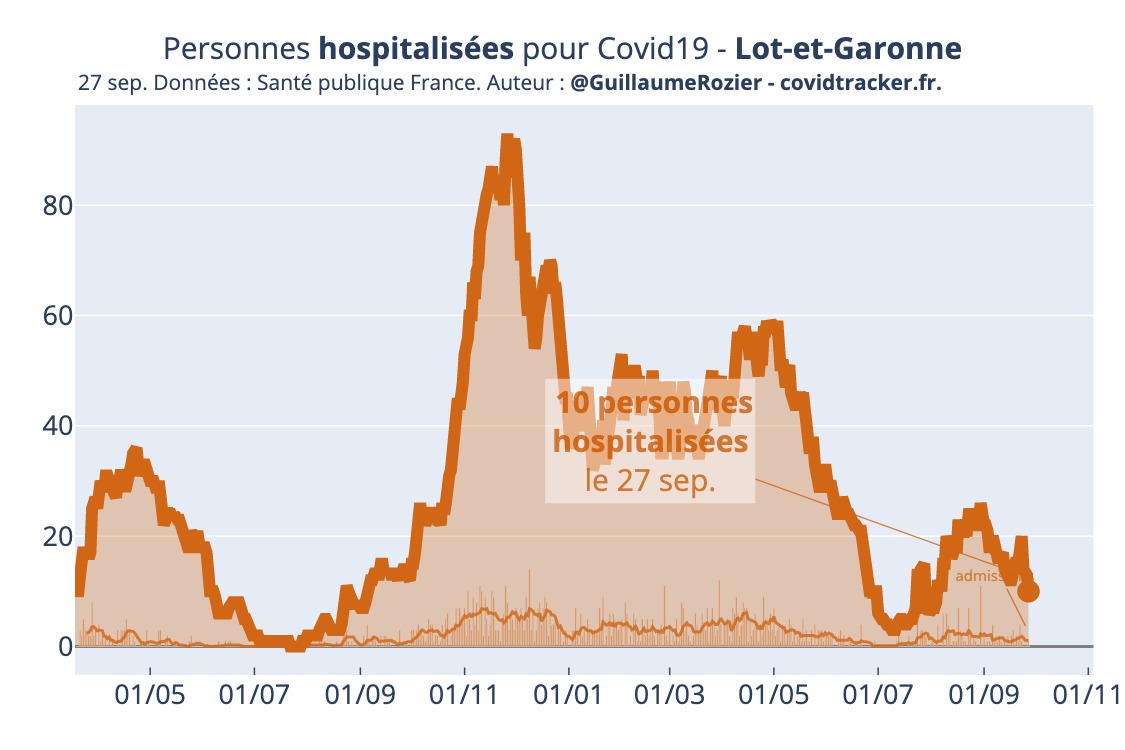 Personnes hospitalisées pour Covid19 - Lot-et-Garonne
27 sep. Données : Santé publique France. Auteur : @GuillaumeRozier - covidtracker.fr.
80
60
40
20
0
10 personnes
hospitalisées
le 27 sep.
01/05 01/07 01/09 01/11 01/01 01/03 01/05 01/07 01/09 01/11